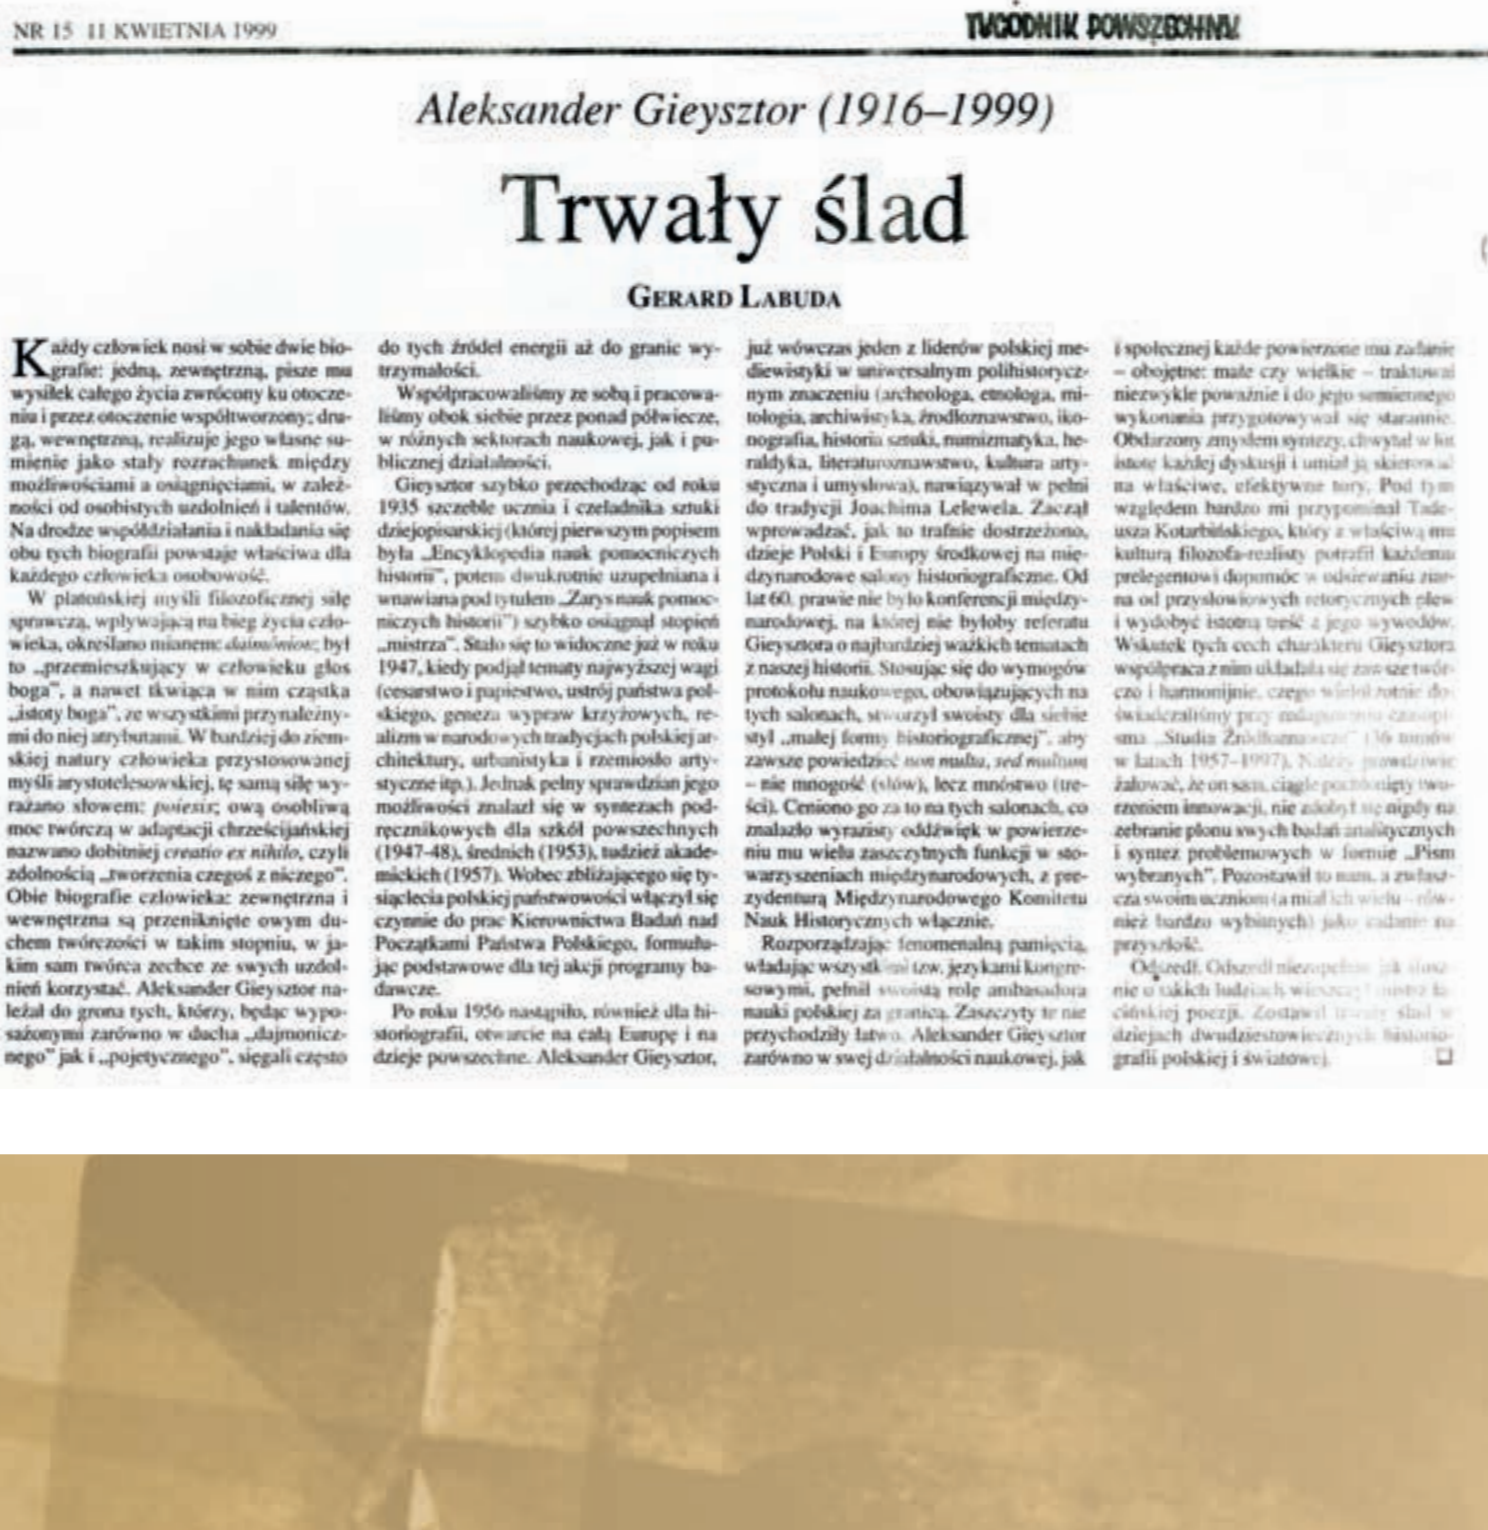 NR 15 11 KWIETNIA 1999
TYGODNIK POWSZECHNY
Aleksander Gieysztor (1916–1999)
Trwały ślad
GERARD LABUDA
Każdy człowiek nosi w sobie dwie bio-
grafie: jedną, zewnętrzną, pisze mu
wysiłek całego życia zwrócony ku otocze-
niu i przez otoczenie współtworzony; dru-
gą, wewnętrzną, realizuje jego własne su-
mienie jako stały rozrachunek między
możliwościami a osiągnięciami, w zależ-
ności od osobistych uzdolnień i talentów.
Na drodze współdziałania i nakładania się
obu tych biografii powstaje właściwa dla
każdego człowieka osobowość.
W platońskiej myśli filozoficznej siłę
sprawczą, wpływającą na bieg życia czło-
wieka, określano mianem: daimónion; był
to „przemieszkujący w człowieku głos
boga”, a nawet tkwiąca w nim cząstka
„istoty boga”, ze wszystkimi przynależny-
mi do niej atrybutami. W bardziej do ziem-
skiej natury człowieka przystosowanej
myśli arystotelesowskiej, tę samą siłę wy-
rażano słowem: poiesis; ową osobliwą
moc twórczą w adaptacji chrześcijańskiej
nazwano dobitniej creatio ex nihilo, czyli
zdolnością „tworzenia czegoś z niczego”.
Obie biografie człowieka: zewnętrzna i
wewnętrzna są przeniknięte owym du-
chem twórczości w takim stopniu, w ja-
kim sam twórca zechce ze swych uzdol-
nień korzystać. Aleksander Gieysztor na-
leżał do grona tych, którzy, będąc wypo-
sażonymi zarówno w ducha „dajmonicz-
nego” jak i „pojetycznego”, sięgali często
do tych źródeł energii aż do granic wy-
trzymałości.
Współpracowaliśmy ze sobą i pracowa-
liśmy obok siebie przez ponad półwiecze,
w różnych sektorach naukowej, jak i pu-
blicznej działalności.
Gieysztor szybko przechodząc od roku
1935 szczeble ucznia i czeladnika sztuki
dziejopisarskiej (której pierwszym popisem
była „Encyklopedia nauk pomocniczych
historii”, potem dwukrotnie uzupełniana i
wnawiana pod tytułem „Zarys nauk pomoc-
niczych historii”) szybko osiągnął stopień
„mistrza”. Stało się to widoczne już w roku
1947, kiedy podjął tematy najwyższej wagi
(cesarstwo i papiestwo, ustrój państwa pol-
skiego, geneza wypraw krzyżowych, re-
alizm w narodowych tradycjach polskiej ar-
chitektury, urbanistyka i rzemiosło arty-
styczne itp.). Jednak pełny sprawdzian jego
możliwości znalazł się w syntezach pod-
ręcznikowych dla szkół powszechnych
(1947-48), średnich (1953), tudzież akade-
mickich (1957). Wobec zbliżającego się ty-
siąclecia polskiej państwowości włączył się
czynnie do prac Kierownictwa Badań nad
Początkami Państwa Polskiego, formułu-
jąc podstawowe dla tej akcji programy ba-
dawcze.
Po roku 1956 nastąpiło, również dla hi-
storiografii, otwarcie na całą Europę i na
dzieje powszechne. Aleksander Gieysztor,
już wówczas jeden z liderów polskiej me-
diewistyki w uniwersalnym polihistorycz-
nym znaczeniu (archeologa, etnologa, mi-
tologia, archiwistyka, źródłoznawstwo, iko-
nografia, historia sztuki, numizmatyka, he-
raldyka, literaturoznawstwo, kultura arty-
styczna i umysłowa), nawiązywał w pełni
do tradycji Joachima Lelewela. Zaczął
wprowadzać, jak to trafnie dostrzeżono,
dzieje Polski i Europy środkowej na mię-
dzynarodowe salony historiograficzne. Od
lat 60. prawie nie było konferencji między-
narodowej, na której nie byłoby referatu
Gieysztora o najbardziej ważkich tematach
z naszej historii. Stosując się do wymogów
protokołu naukowego, obowiązujących na
tych salonach, stworzył swoisty dla siebie
styl „małej formy historiograficznej”, aby
zawsze powiedzieć non multa, sed multum
– nie mnogość (słów), lecz mnóstwo (tre-
ści). Ceniono go za to na tych salonach, co
znalazło wyrazisty oddźwięk w powierze-
niu mu wielu zaszczytnych funkcji w sto-
warzyszeniach międzynarodowych, z pre-
zydenturą Międzynarodowego Komitetu
Nauk Historycznych włącznie.
Rozporządzając fenomenalną pamięcią,
władając wszystkimi tzw. językami kongre-
sowymi, pełnił swoistą rolę ambasadora
nauki polskiej za granicą. Zaszczyty te nie
przychodziły łatwo. Aleksander Gieysztor
zarówno w swej działalności naukowej, jak
i społecznej każde powierzone mu zadanie
– obojętne: małe czy wielkie – traktował
niezwykle poważnie i do jego sumiennego
wykonania przygotowywał się starannie.
Obdarzony zmysłem syntezy, chwytał w lot
istotę każdej dyskusji i umiał ją skierować
na właściwe, efektywne tory. Pod tym
względem bardzo mi przypominał Tade-
usza Kotarbińskiego, który z właściwą mu
kulturą filozofa-realisty potrafił każdemu
prelegentowi dopomóc w odsiewaniu ziar-
na od przysłowiowych retorycznych plew
i wydobyć istotną treść z jego wywodów.
Wskutek tych cech charakteru Gieysztora
współpraca z nim układała się zawsze twór-
czo i harmonijnie, czego wielokrotnie do-
świadczaliśmy przy redagowaniu czasopi-
sma „Studia Źródłoznawcze” (36 tomów
w latach 1957–1997). Należy prawdziwie
żałować, że on sam, ciągle pochłonięty two-
rzeniem innowacji, nie zdobył się nigdy na
zebranie plonu swych badań analitycznych
i syntez problemowych w formie „Pism
wybranych”. Pozostawił to nam, a zwłasz-
cza swoim uczniom (a miał ich wielu – rów-
nież bardzo wybitnych) jako zadanie na
przyszłość.
Odszedł. Odszedł niezupełnie, jak słusz-
nie o takich ludziach mistrz ła-
cińskiej poezji. Zostawił trwały ślad w
dziejach dwudziestowiecznych historio-
grafii polskiej i światowej.